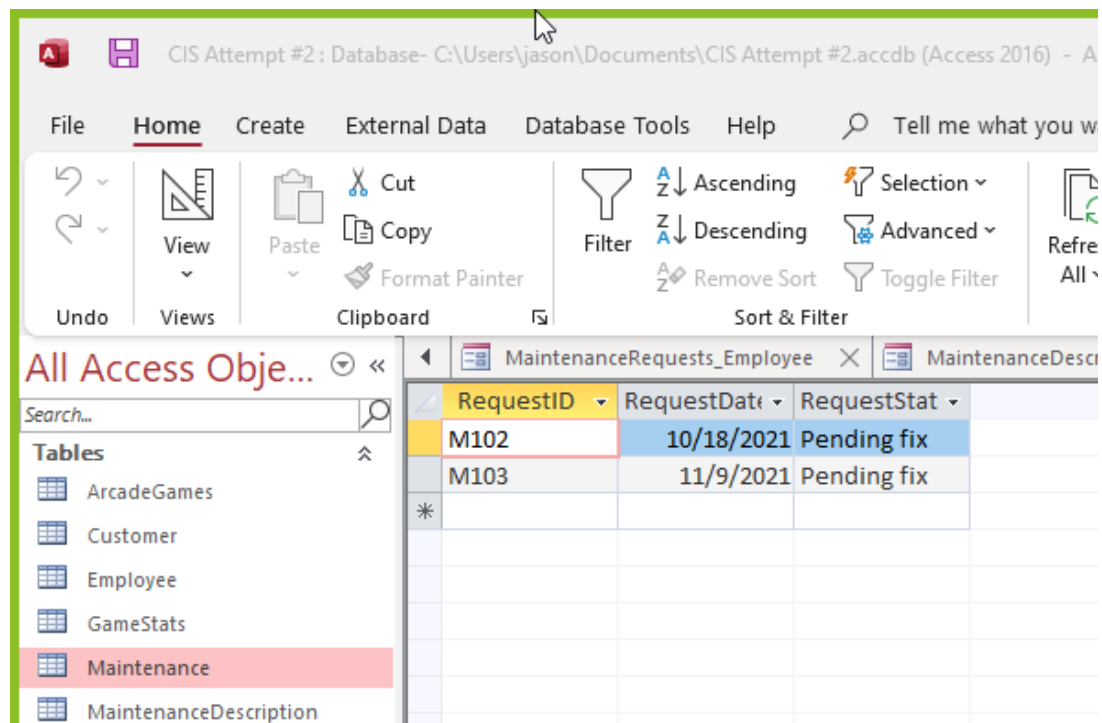 CIS Attempt #2 : Database- C:\Users\jason\Documents\CIS Attempt #2.accdb (Access 2016) - A
File Home Create External Data Database Tools Help Tell me what you wa
Cut
Copy
Format Painter
View
Paste
Filter
Ascending
Descending
Remove Sort
Selection
Advanced
Toggle Filter
Refre
All
Undo Views Clipboard Sort & Filter
All Access Obje...
Search...
Tables
ArcadeGames
Customer
Employee
GameStats
Maintenance
MaintenanceDescription
MaintenanceRequests_Employee MaintenanceDescr
RequestID RequestDate RequestStat
M102 10/18/2021 Pending fix
M103 11/9/2021 Pending fix